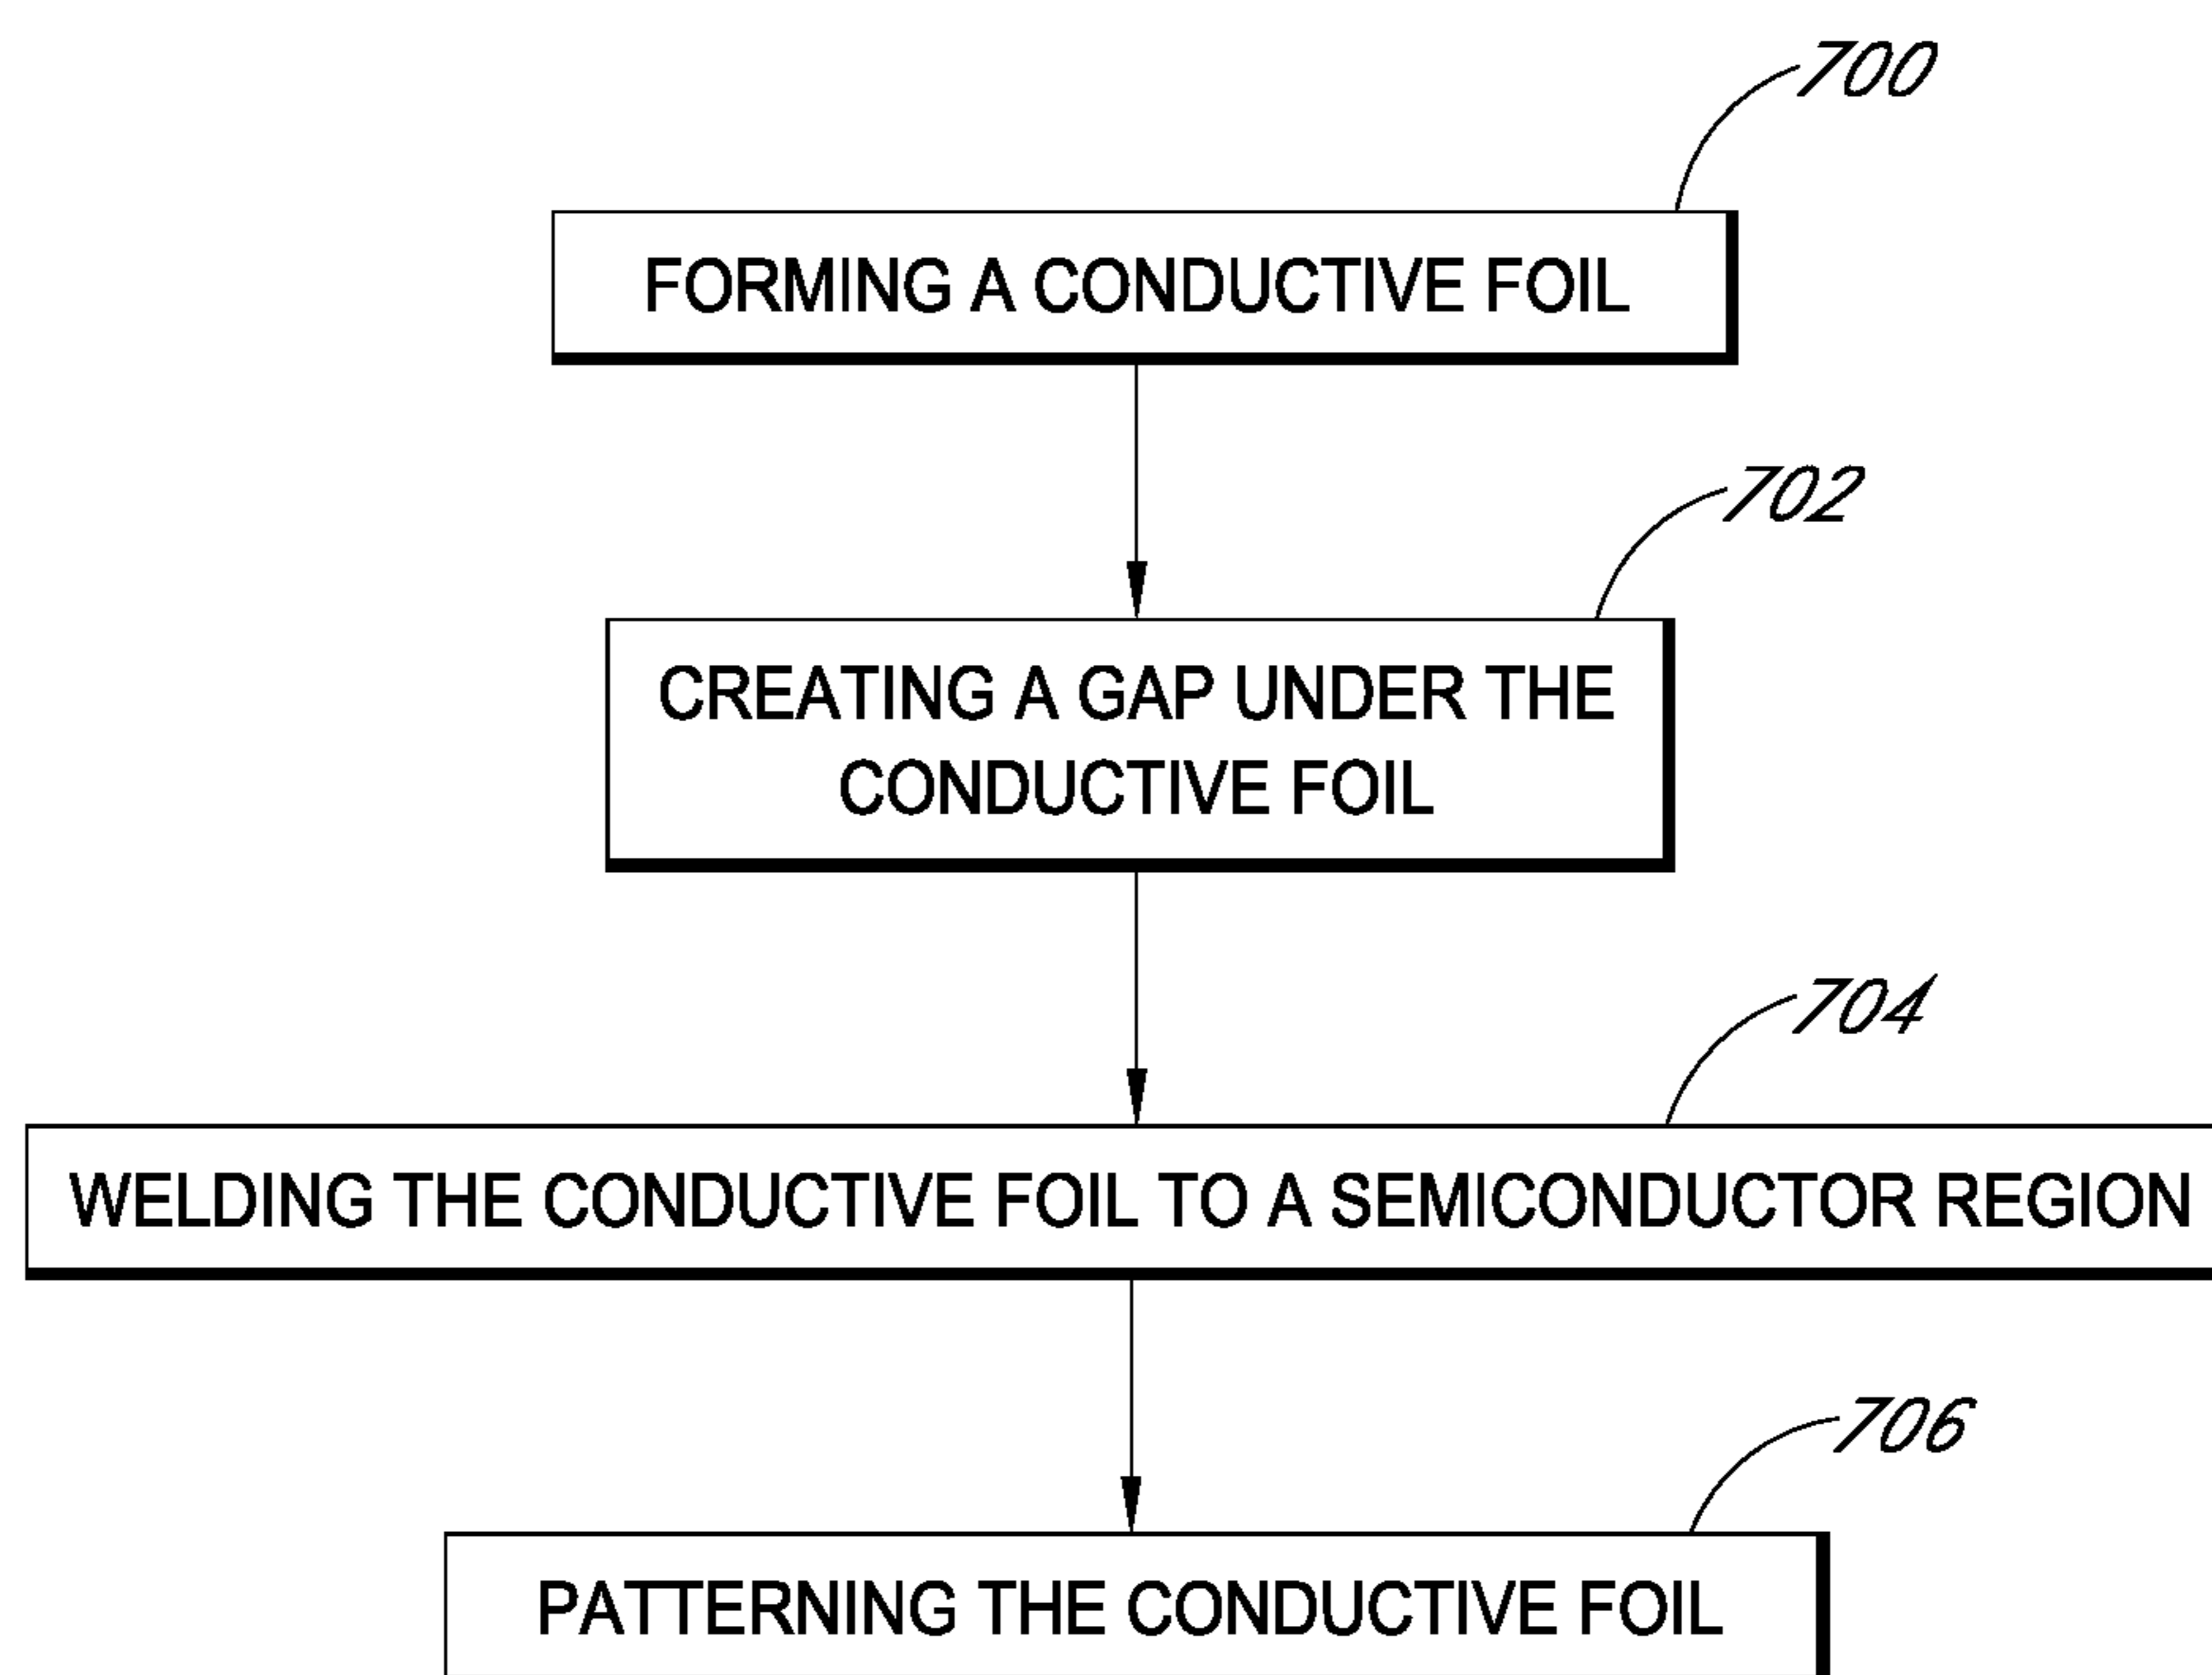 700
FORMING A CONDUCTIVE FOIL
702
CREATING A GAP UNDER THE
CONDUCTIVE FOIL
704
WELDING THE CONDUCTIVE FOIL TO A SEMICONDUCTOR REGION
706
PATTERNING THE CONDUCTIVE FOIL